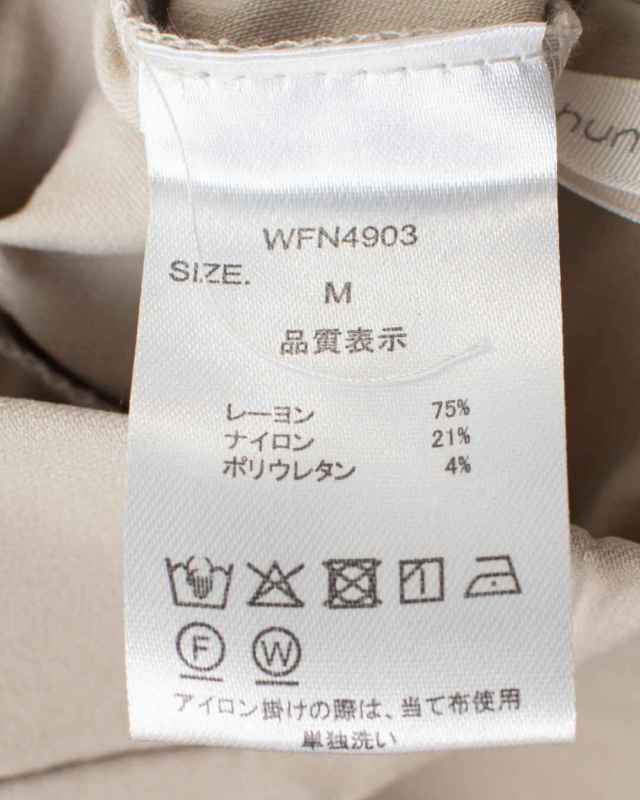 nun
WFN4903
SIZE.
M
品質表示
レーヨン 75%
ナイロン 21%
ポリウレタン 4%
F W
アイロン掛けの際は、当て布使用
単独洗い